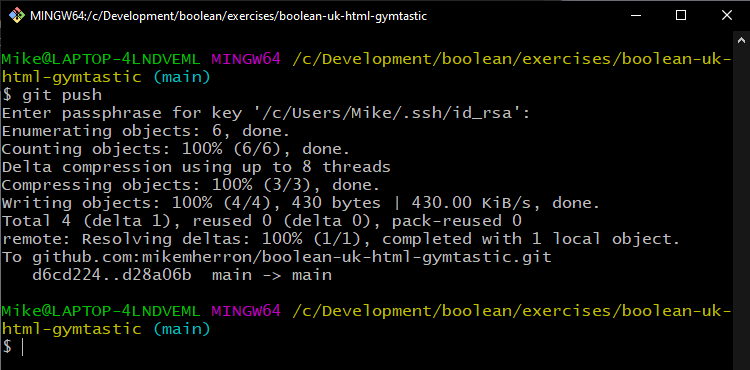 MINGW64:/c/Development/boolean/exercises/boolean-uk-html-gymtastic
Mike@LAPTOP-4LNDVEML MINGW64 /c/Development/boolean/exercises/boolean-uk-
html-gymtastic (main)
$ git push
Enter passphrase for key '/c/Users/Mike/.ssh/id_rsa':
Enumerating objects: 6, done.
Counting objects: 100% (6/6), done.
Delta compression using up to 8 threads
Compressing objects: 100% (3/3), done.
Writing objects: 100% (4/4), 430 bytes | 430.00 KiB/s, done.
Total 4 (delta 1), reused 0 (delta 0), pack-reused 0
remote: Resolving deltas: 100% (1/1), completed with 1 local object.
To github.com:mikemherron/boolean-uk-html-gymtastic.git
   d6cd224..d28a06b  main -> main
Mike@LAPTOP-4LNDVEML MINGW64 /c/Development/boolean/exercises/boolean-uk-
html-gymtastic (main)
$